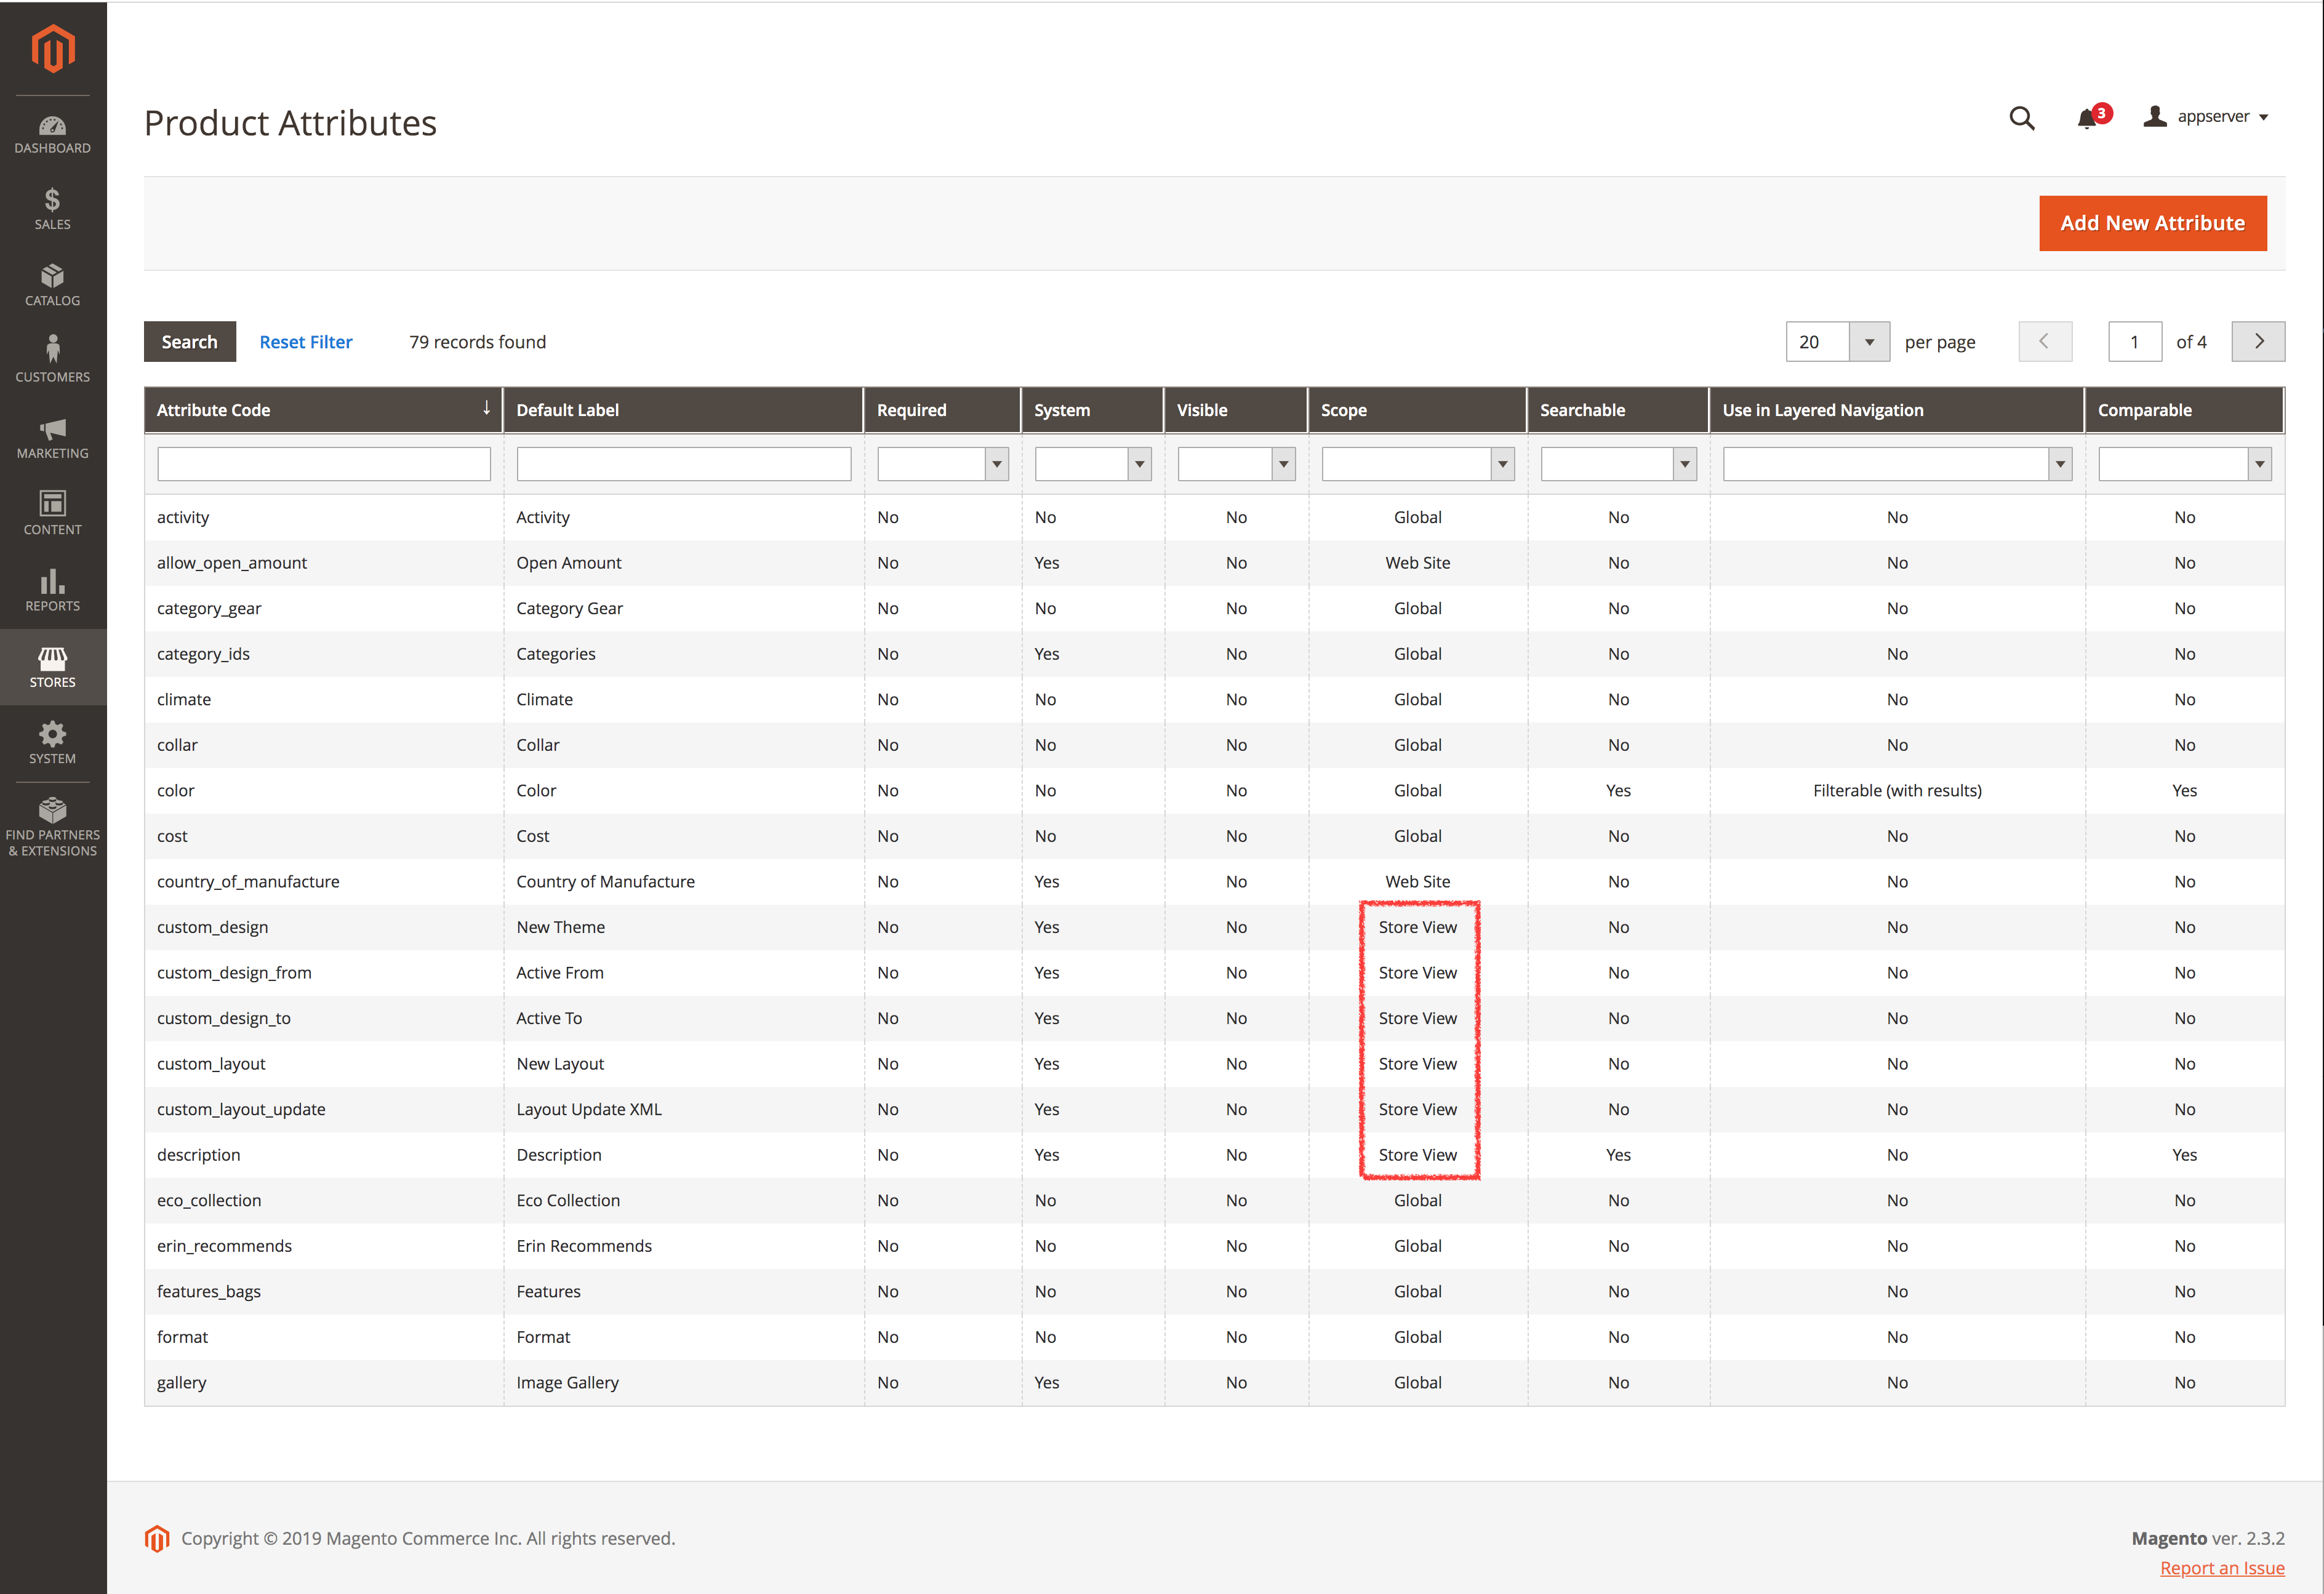 Product Attributes
3
appserver
DASHBOARD
SALES
CATALOG
CUSTOMERS
MARKETING
CONTENT
REPORTS
STORES
SYSTEM
FIND PARTNERS
& EXTENSIONS
Add New Attribute
Search Reset Filter 79 records found 20 per page 1 of 4
Attribute Code Default Label Required System Visible Scope Searchable Use in Layered Navigation Comparable
activity Activity No No No Global No No No
allow_open_amount Open Amount No Yes No Web Site No No No
category_gear Category Gear No No No Global No No No
category_ids Categories No Yes No Global No No No
climate Climate No No No Global No No No
collar Collar No No No Global No No No
color Color No No No Global Yes Filterable (with results) Yes
cost Cost No No No Global No No No
country_of_manufacture Country of Manufacture No Yes No Web Site No No No
custom_design New Theme No Yes No Store View No No No
custom_design_from Active From No Yes No Store View No No No
custom_design_to Active To No Yes No Store View No No No
custom_layout New Layout No Yes No Store View No No No
custom_layout_update Layout Update XML No Yes No Store View No No No
description Description No Yes No Store View Yes No Yes
eco_collection Eco Collection No No No Global No No No
erin_recommends Erin Recommends No No No Global No No No
features_bags Features No No No Global No No No
format Format No No No Global No No No
gallery Image Gallery No Yes No Global No No No
Copyright © 2019 Magento Commerce Inc. All rights reserved.
Magento ver. 2.3.2
Report an Issue